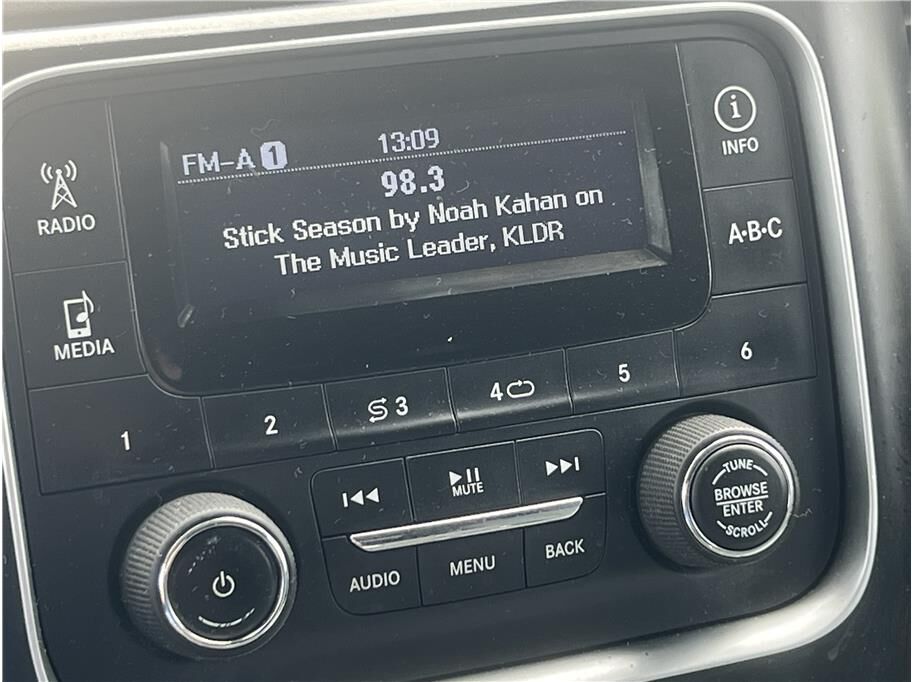 FM-A 1 13:09
98.3
Stick Season by Noah Kahan on
The Music Leader, KLDR
RADIO
MEDIA
i
INFO
A·B·C
1
2
3
4
5
6
MUTE
AUDIO
MENU
BACK
TUNE
BROWSE
ENTER
SCROLL